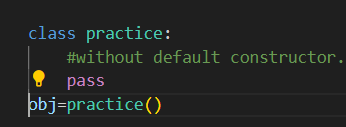 class practice:
    #without default constructor.
    pass
obj=practice()